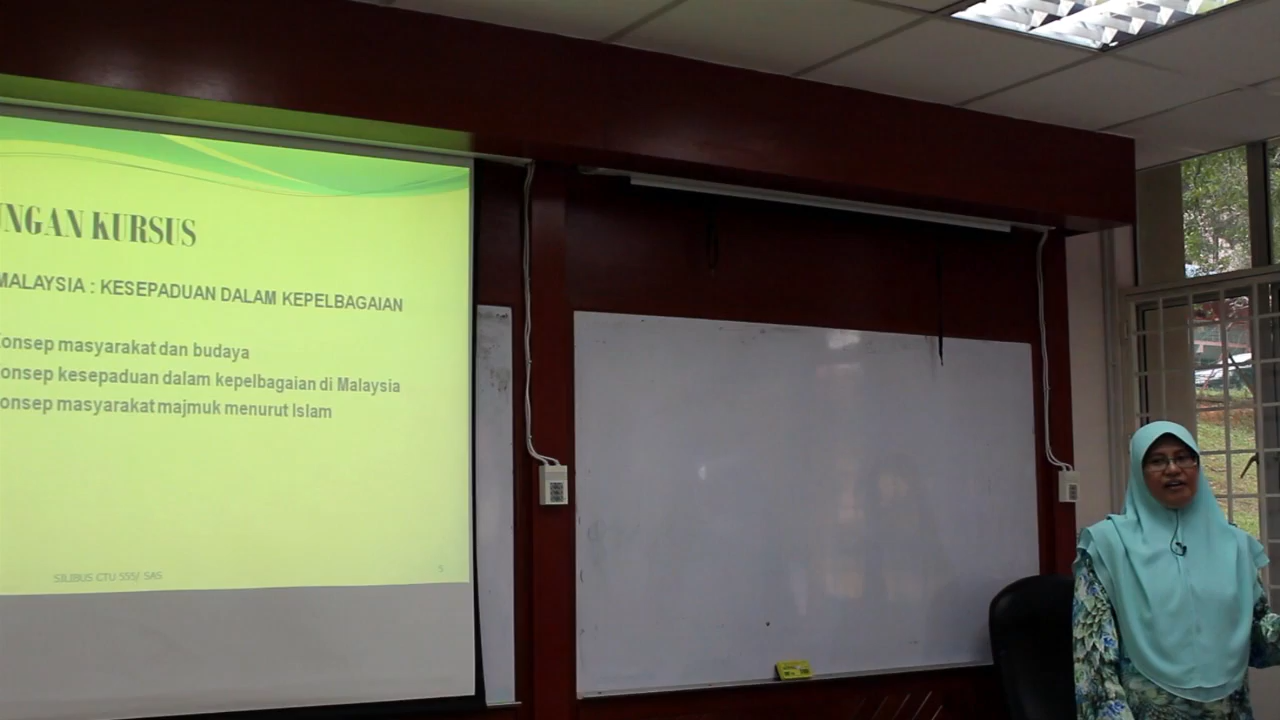 NGAN KURSUS
MALAYSIA : KESEPADUAN DALAM KEPELBAGAIAN
onsep masyarakat dan budaya
onsep kesepaduan dalam kepelbagaian di Malaysia
onsep masyarakat majmuk menurut Islam
SILIBUS CTU 555/ SAS
5